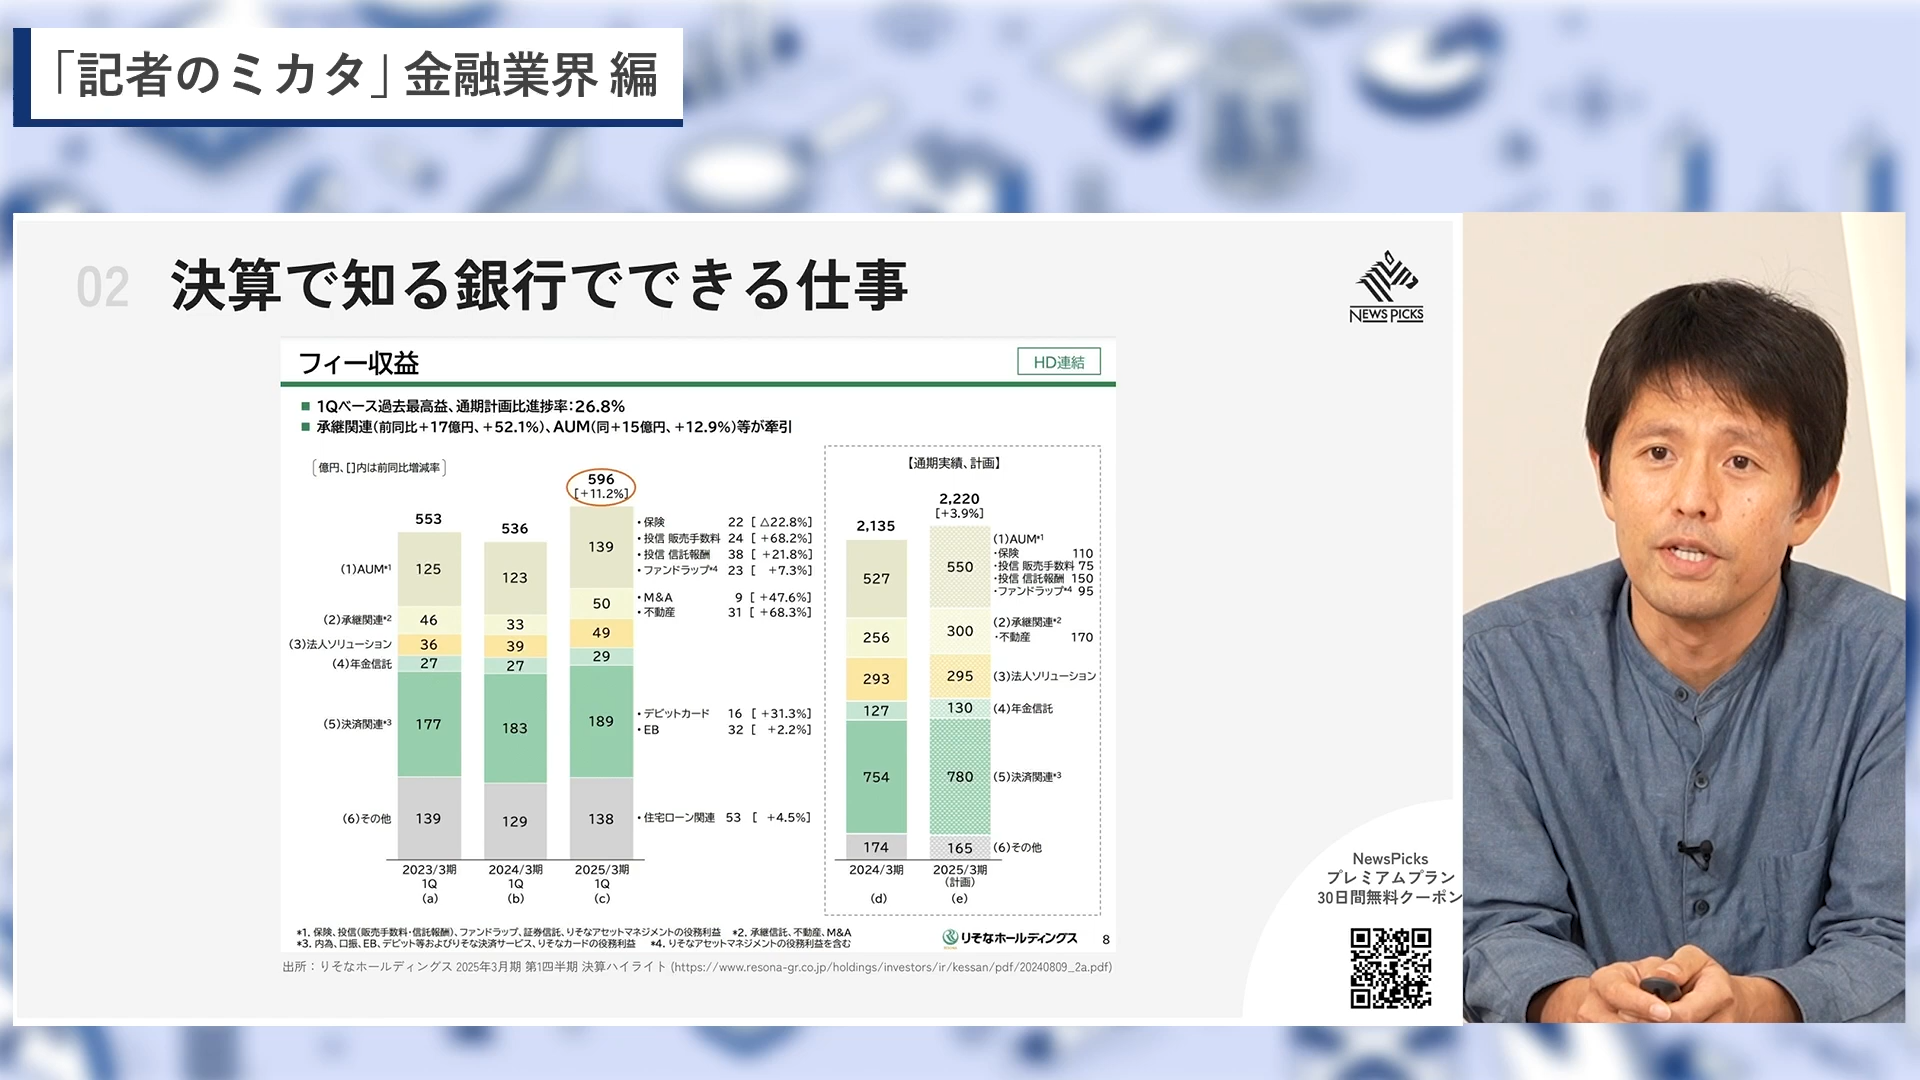 「記者のミカタ」金融業界 編
02 決算で知る銀行でできる仕事
NEWSPICKS
フィー収益
HD連結
■ 1Qベース過去最高益、通期計画比進捗率：26.8%
■ 承継関連（前同比+17億円、+52.1%）、AUM（同+15億円、+12.9%）等が牽引
〔億円、[]内は前同比増減率〕
553
536
596
[+11.2%]
(1)AUM*1
125
123
139
・保険 22 [ △22.8%]
・投信 販売手数料 24 [ +68.2%]
・投信 信託報酬 38 [ +21.8%]
・ファンドラップ*4 23 [ +7.3%]
(2)承継関連*2
46
33
50
・M&A 9 [ +47.6%]
・不動産 31 [ +68.3%]
(3)法人ソリューション
36
39
49
(4)年金信託
27
27
29
(5)決済関連*3
177
183
189
・デビットカード 16 [ +31.3%]
・EB 32 [ +2.2%]
(6)その他
139
129
138
・住宅ローン関連 53 [ +4.5%]
2023/3期
1Q
(a)
2024/3期
1Q
(b)
2025/3期
1Q
(c)
【通期実績、計画】
2,135
2,220
[+3.9%]
527
550
(1)AUM*1
・保険 110
・投信 販売手数料 75
・投信 信託報酬 150
・ファンドラップ*4 95
256
300
(2)承継関連*2
・不動産 170
293
295
(3)法人ソリューション
127
130
(4)年金信託
754
780
(5)決済関連*3
174
165
(6)その他
2024/3期
(d)
2025/3期
(計画)
(e)
*1. 保険、投信（販売手数料・信託報酬）、ファンドラップ、証券信託、りそなアセットマネジメントの役務利益 *2. 承継信託、不動産、M&A
*3. 内為、口振、EB、デビット等およびりそな決済サービス、りそなカードの役務利益 *4. りそなアセットマネジメントの役務利益を含む
りそなホールディングス 8
出所：りそなホールディングス 2025年3月期 第1四半期 決算ハイライト (https://www.resona-gr.co.jp/holdings/investors/ir/kessan/pdf/20240809_2a.pdf)
NewsPicks
プレミアムプラン
30日間無料クーポン